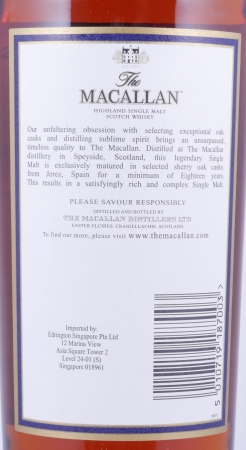 The
MACALLAN
HIGHLAND SINGLE MALT
SCOTCH WHISKY
Our unfaltering obsession with selecting exceptional oak
casks and distilling sublime spirit brings an unsurpassed,
timeless quality to The Macallan. Distilled at The Macallan
distillery in Speyside, Scotland, this legendary Single
Malt is exclusively matured in selected sherry oak casks
from Jerez, Spain for a minimum of Eighteen years.
This results in a satisfyingly rich and complex Single Malt.
PLEASE SAVOUR RESPONSIBLY
DISTILLED AND BOTTLED BY
THE MACALLAN DISTILLERS LTD
EASTER ELCHIES, CRAIGELLACHIE, SCOTLAND
To find out more, please visit www.themacallan.com
Imported by:
Edrington Singapore Pte Ltd
12 Marina View
Asia Square Tower 2
Level 24-01 (S)
Singapore 018961
5 010719 187003 >